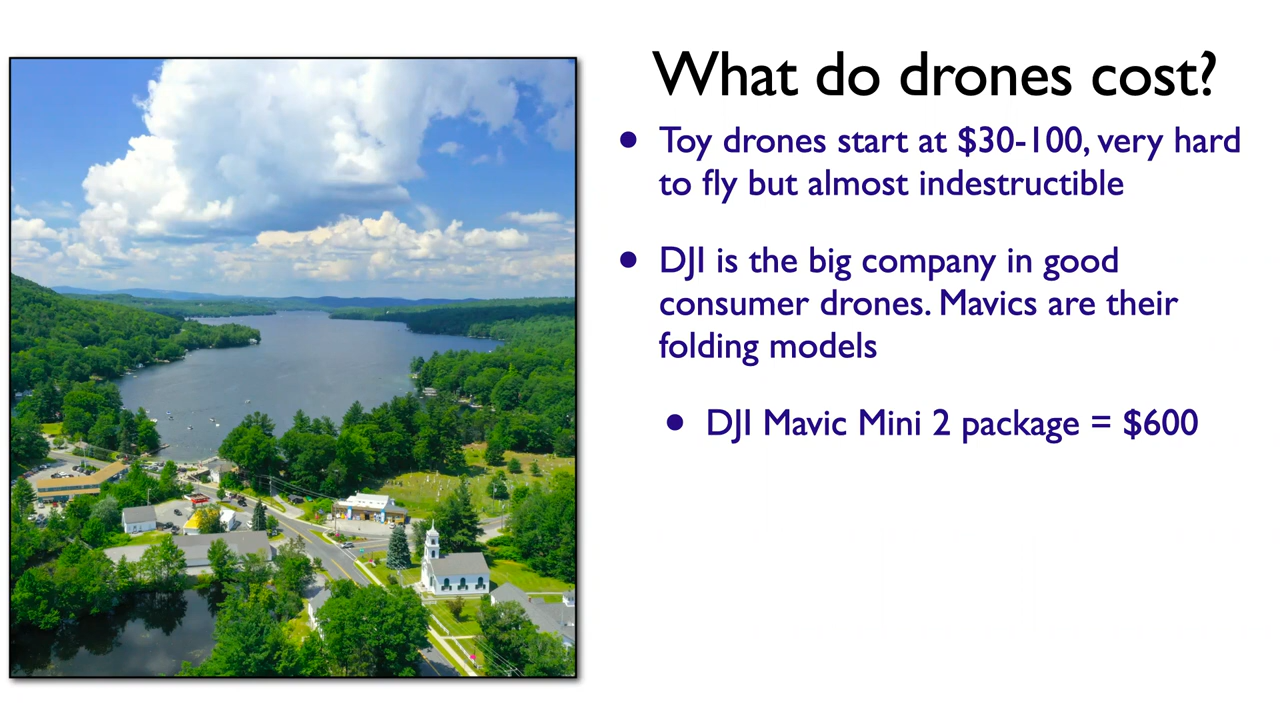 What do drones cost?
• Toy drones start at $30-100, very hard
to fly but almost indestructible
• DJI is the big company in good
consumer drones. Mavics are their
folding models
• DJI Mavic Mini 2 package = $600